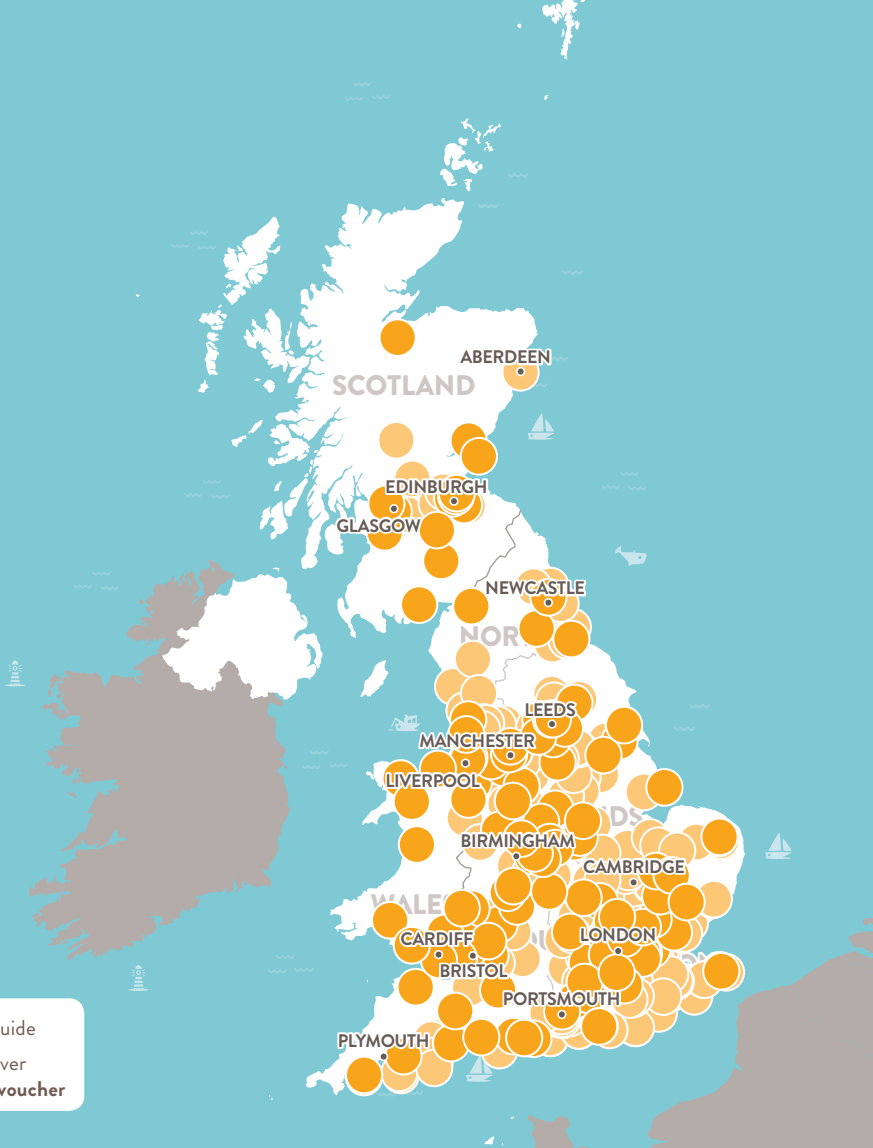 ABERDEEN
SCOTLAND
EDINBURGH
GLASGOW
NEWCASTLE
LEEDS
MANCHESTER
LIVERPOOL
BIRMINGHAM
CAMBRIDGE
CARDIFF
LONDON
BRISTOL
PORTSMOUTH
uide
PLYMOUTH
ver
voucher